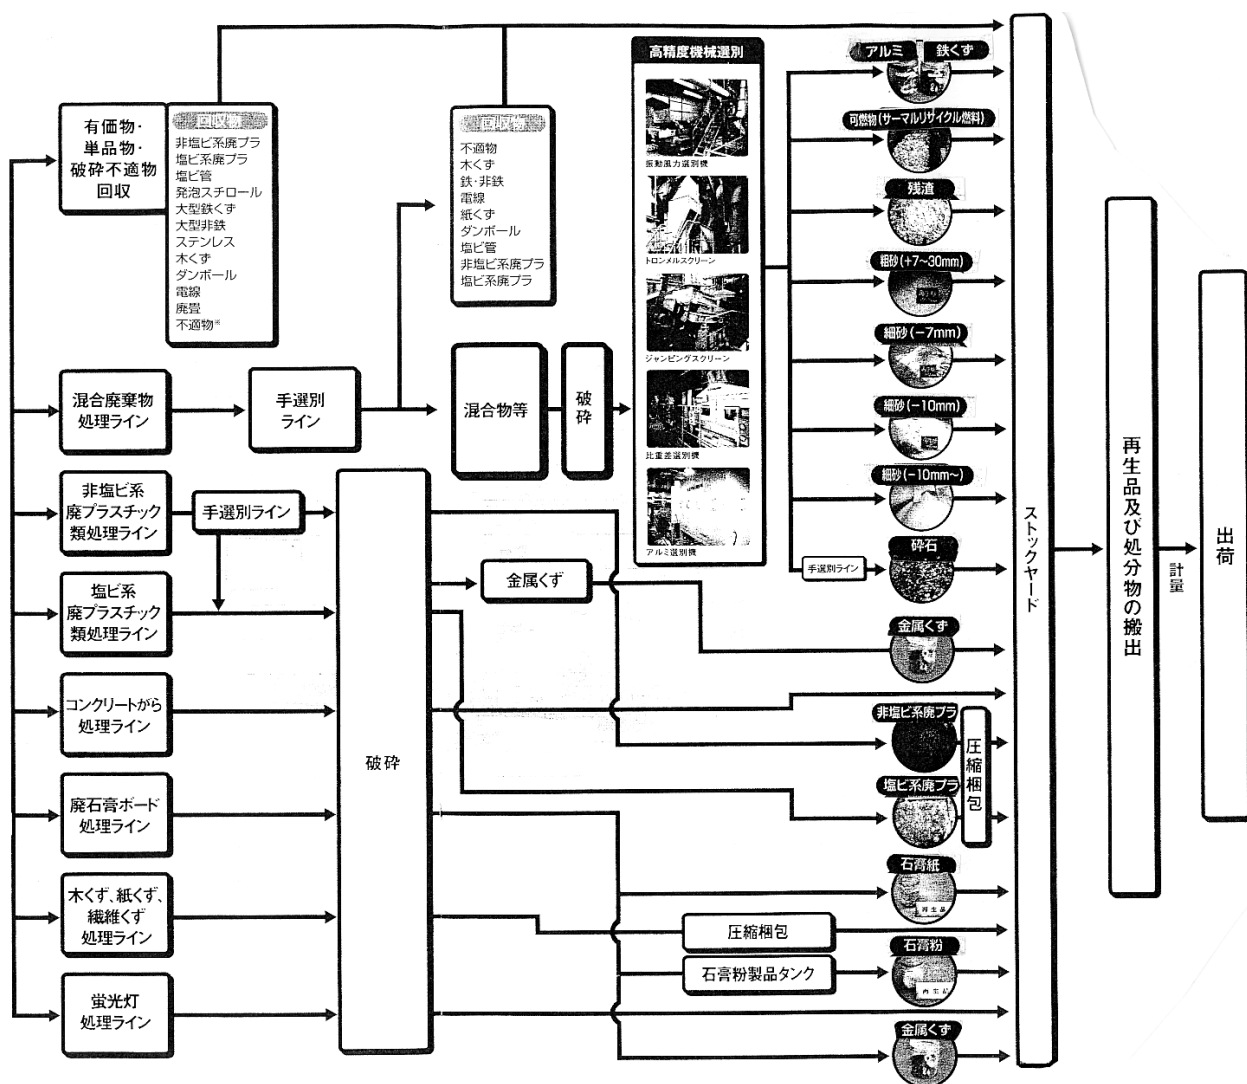 有価物・
単品物・
破砕不適物
回収
回収物
非塩ビ系廃プラ
塩ビ系廃プラ
塩ビ管
発泡スチロール
大型鉄くず
大型非鉄
ステンレス
木くず
ダンボール
電線
廃畳
不適物※
回収物
不適物
木くず
鉄・非鉄
電線
紙くず
ダンボール
塩ビ管
非塩ビ系廃プラ
塩ビ系廃プラ
混合廃棄物
処理ライン
手選別
ライン
混合物等
破砕
高精度機械選別
振動風力選別機
トロンメルスクリーン
ジャンピングスクリーン
比重差選別機
アルミ選別機
アルミ 鉄くず
可燃物(サーマルリサイクル燃料)
残渣
粗砂(+7〜30mm)
細砂(−7mm)
細砂(−10mm)
細砂(−10mm〜)
手選別ライン
砕石
非塩ビ系
廃プラスチック
類処理ライン
手選別ライン
塩ビ系
廃プラスチック
類処理ライン
コンクリートがら
処理ライン
廃石膏ボード
処理ライン
木くず、紙くず、
繊維くず
処理ライン
蛍光灯
処理ライン
破砕
金属くず
金属くず
非塩ビ系廃プラ
塩ビ系廃プラ
圧縮梱包
石膏紙
再生品
圧縮梱包
石膏粉製品タンク
石膏粉
再生品
金属くず
ストックヤード
再生品及び処分物の搬出
計量
出荷